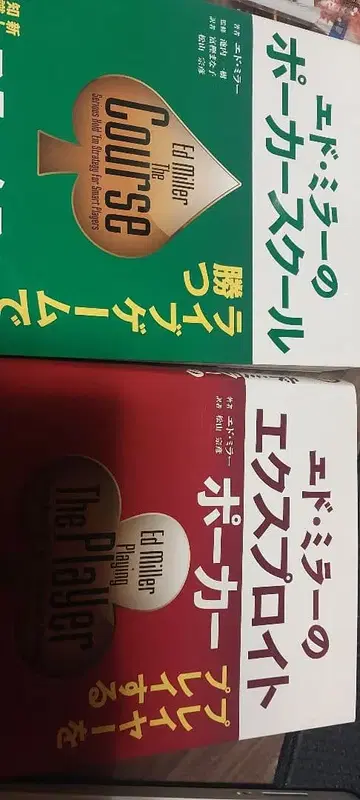 エド・ミラーの
ポーカースクール
著者 エド・ミラー
監修 池内 一樹
訳者
松山 宗彦
Ed Miller
The
Course
Serious Hold 'Em Strategy For Smart Players
ライブゲームで
勝つ
新
エド・ミラーの
エクスプロイト
ポーカー
著者 エド・ミラー
訳者 松山 宗彦
Ed Miller
Playing
The Player
プレイヤーを
プレイする